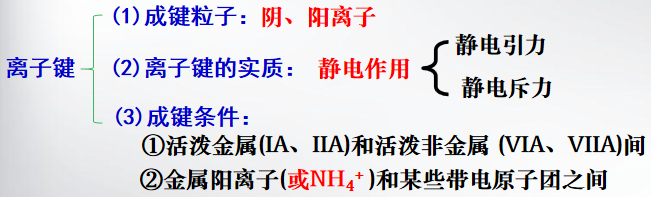 离子键
(1)成键粒子：阴、阳离子
(2)离子键的实质：静电作用
静电引力
静电斥力
(3)成键条件：
①活泼金属(IA、IIA)和活泼非金属 (VIA、VIIA)间
②金属阳离子(或NH₄⁺)和某些带电原子团之间